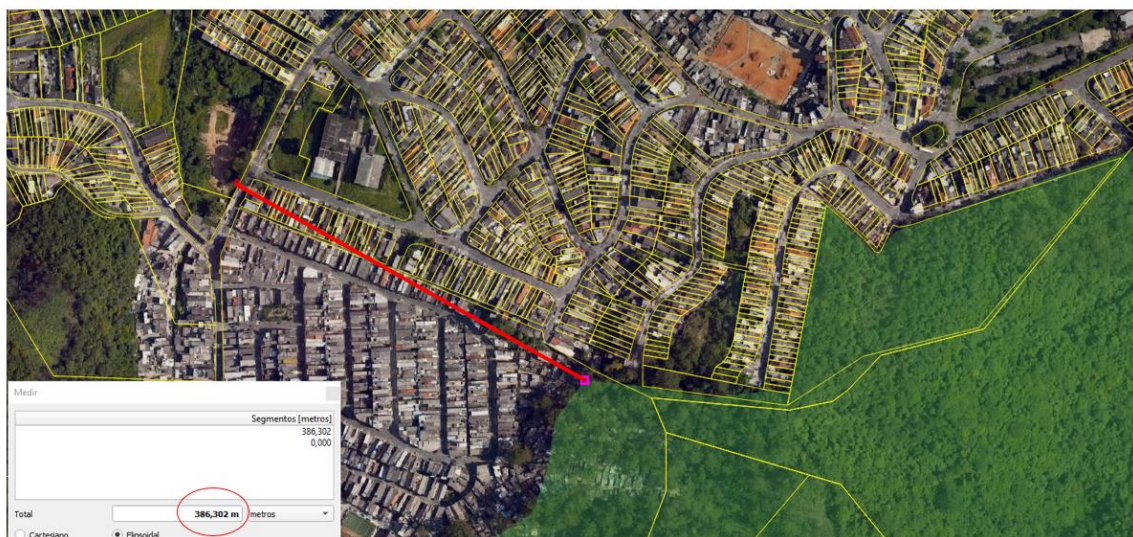 Medir
Segmentos [metros]
386,302
0,000
Total 386,302 m metros
Cartesiano Elipsoidal